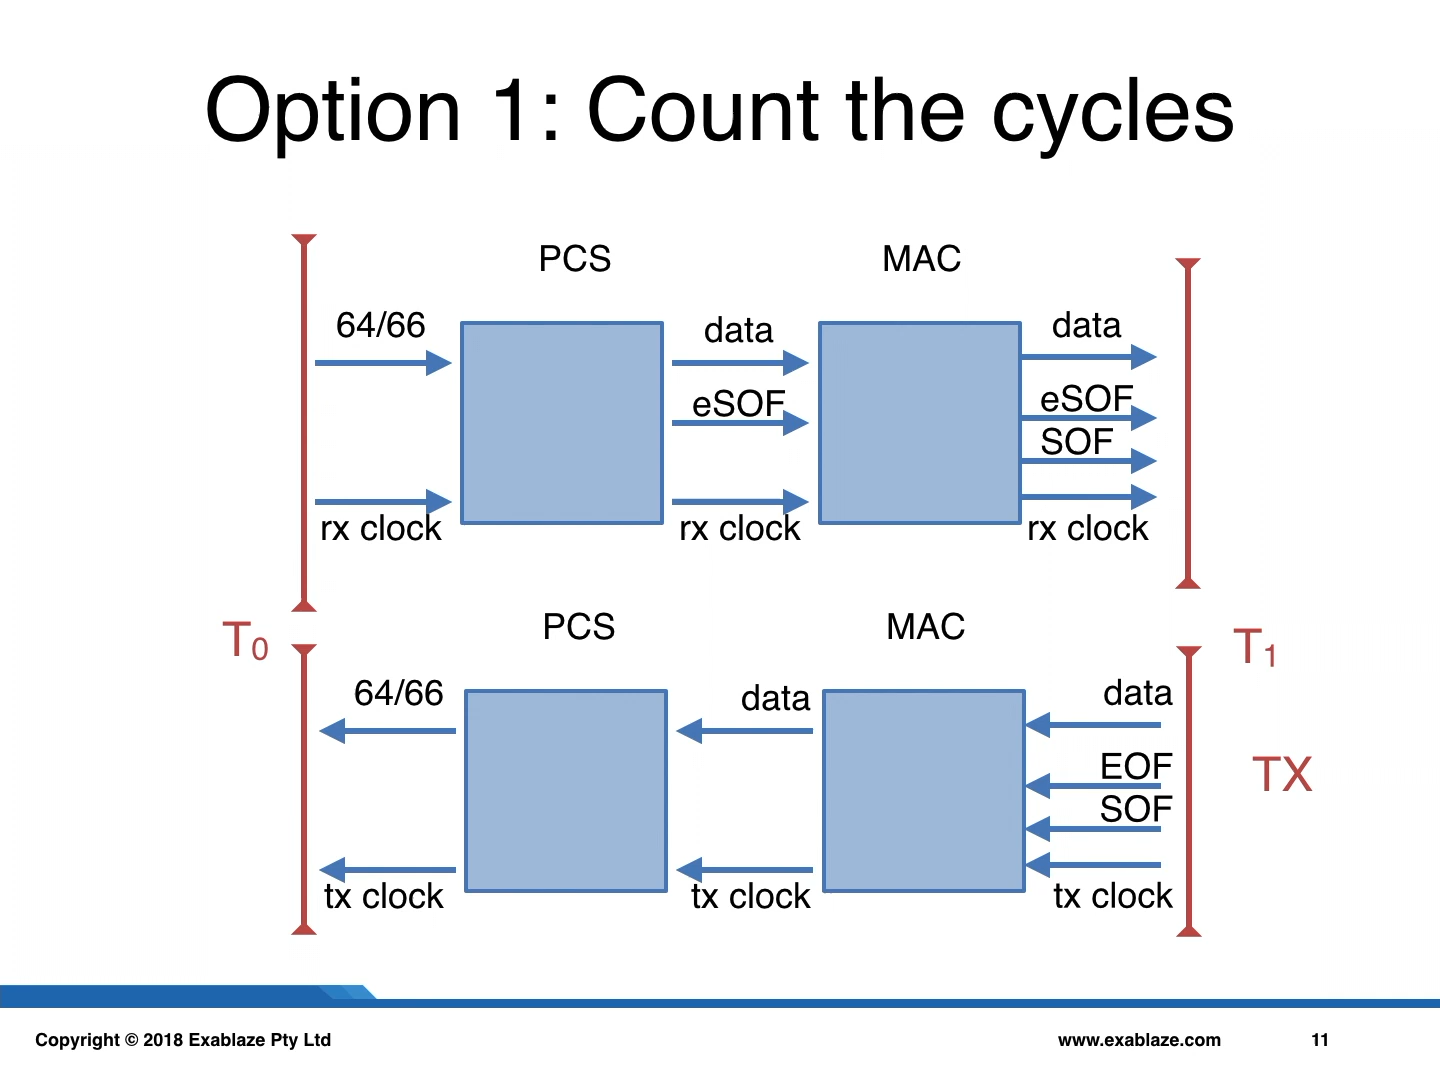 Option 1: Count the cycles
PCS
MAC
64/66
data
data
eSOF
eSOF
SOF
rx clock
rx clock
rx clock
T0
T1
PCS
MAC
64/66
data
data
EOF
SOF
TX
tx clock
tx clock
tx clock
Copyright © 2018 Exablaze Pty Ltd
www.exablaze.com
11